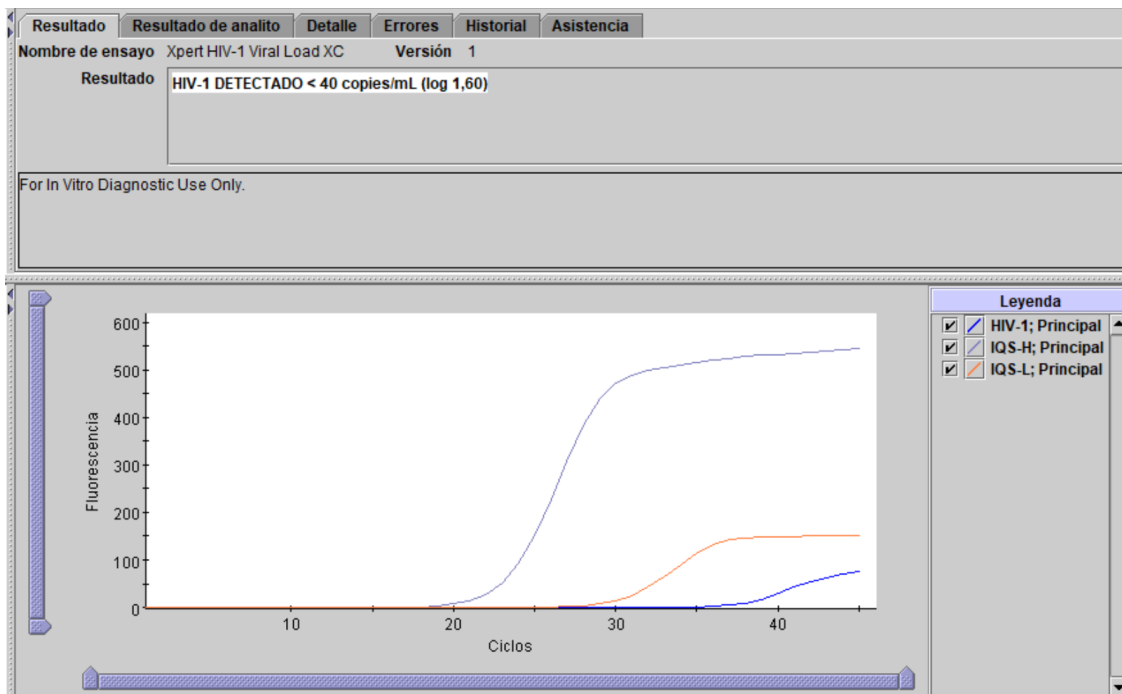 Resultado Resultado de analito Detalle Errores Historial Asistencia
Nombre de ensayo Xpert HIV-1 Viral Load XC Versión 1
Resultado HIV-1 DETECTADO < 40 copies/mL (log 1,60)
For In Vitro Diagnostic Use Only.
Leyenda
HIV-1; Principal
IQS-H; Principal
IQS-L; Principal
Fluorescencia
600
500
400
300
200
100
0
10 20 30 40
Ciclos